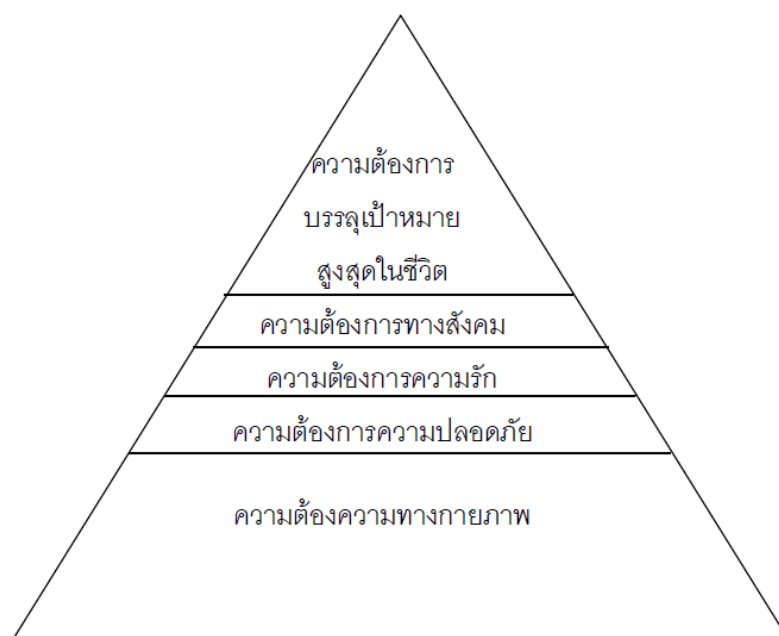 ความต้องการ
บรรลุเป้าหมาย
สูงสุดในชีวิต
ความต้องการทางสังคม
ความต้องการความรัก
ความต้องการความปลอดภัย
ความต้องความทางกายภาพ